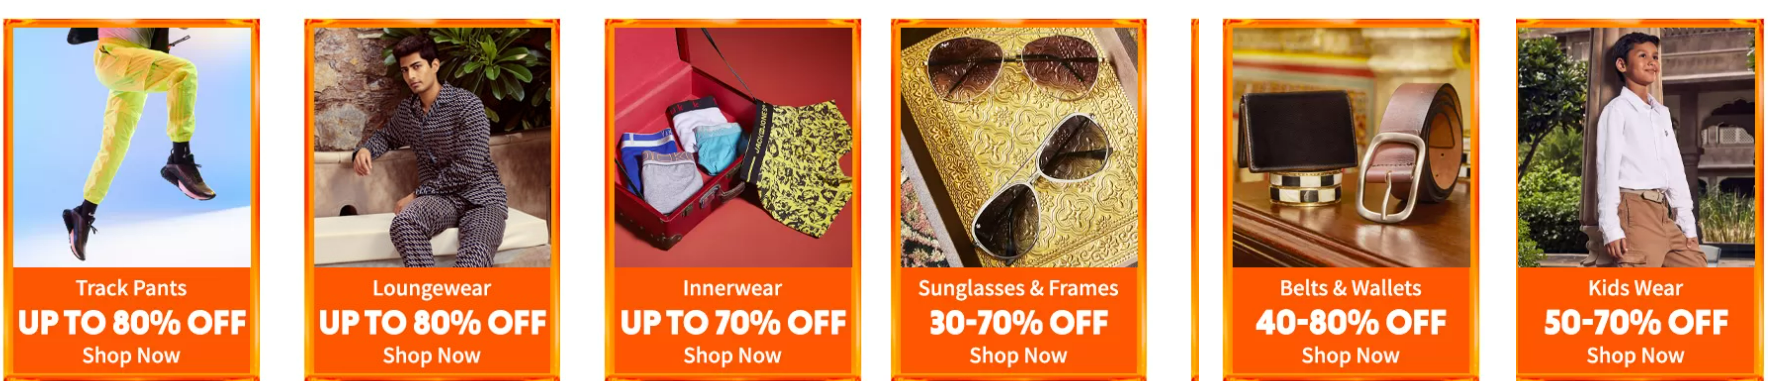 Track Pants
UP TO 80% OFF
Shop Now
Loungewear
UP TO 80% OFF
Shop Now
JACK&JONES
Innerwear
UP TO 70% OFF
Shop Now
Sunglasses & Frames
30-70% OFF
Shop Now
Belts & Wallets
40-80% OFF
Shop Now
Kids Wear
50-70% OFF
Shop Now